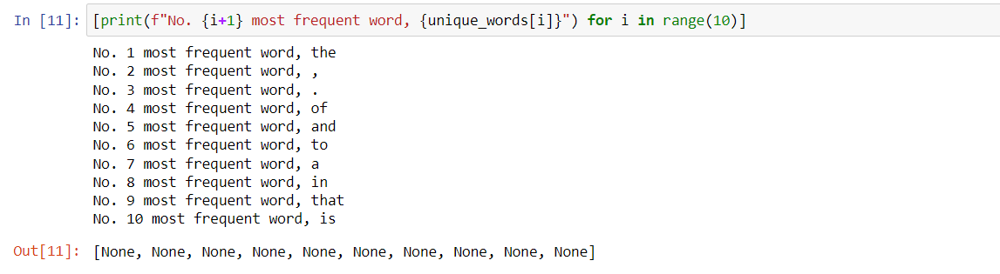 In [11]: [print(f"No. {i+1} most frequent word, {unique_words[i]}") for i in range(10)]
No. 1 most frequent word, the
No. 2 most frequent word, ,
No. 3 most frequent word, .
No. 4 most frequent word, of
No. 5 most frequent word, and
No. 6 most frequent word, to
No. 7 most frequent word, a
No. 8 most frequent word, in
No. 9 most frequent word, that
No. 10 most frequent word, is
Out[11]: [None, None, None, None, None, None, None, None, None, None]